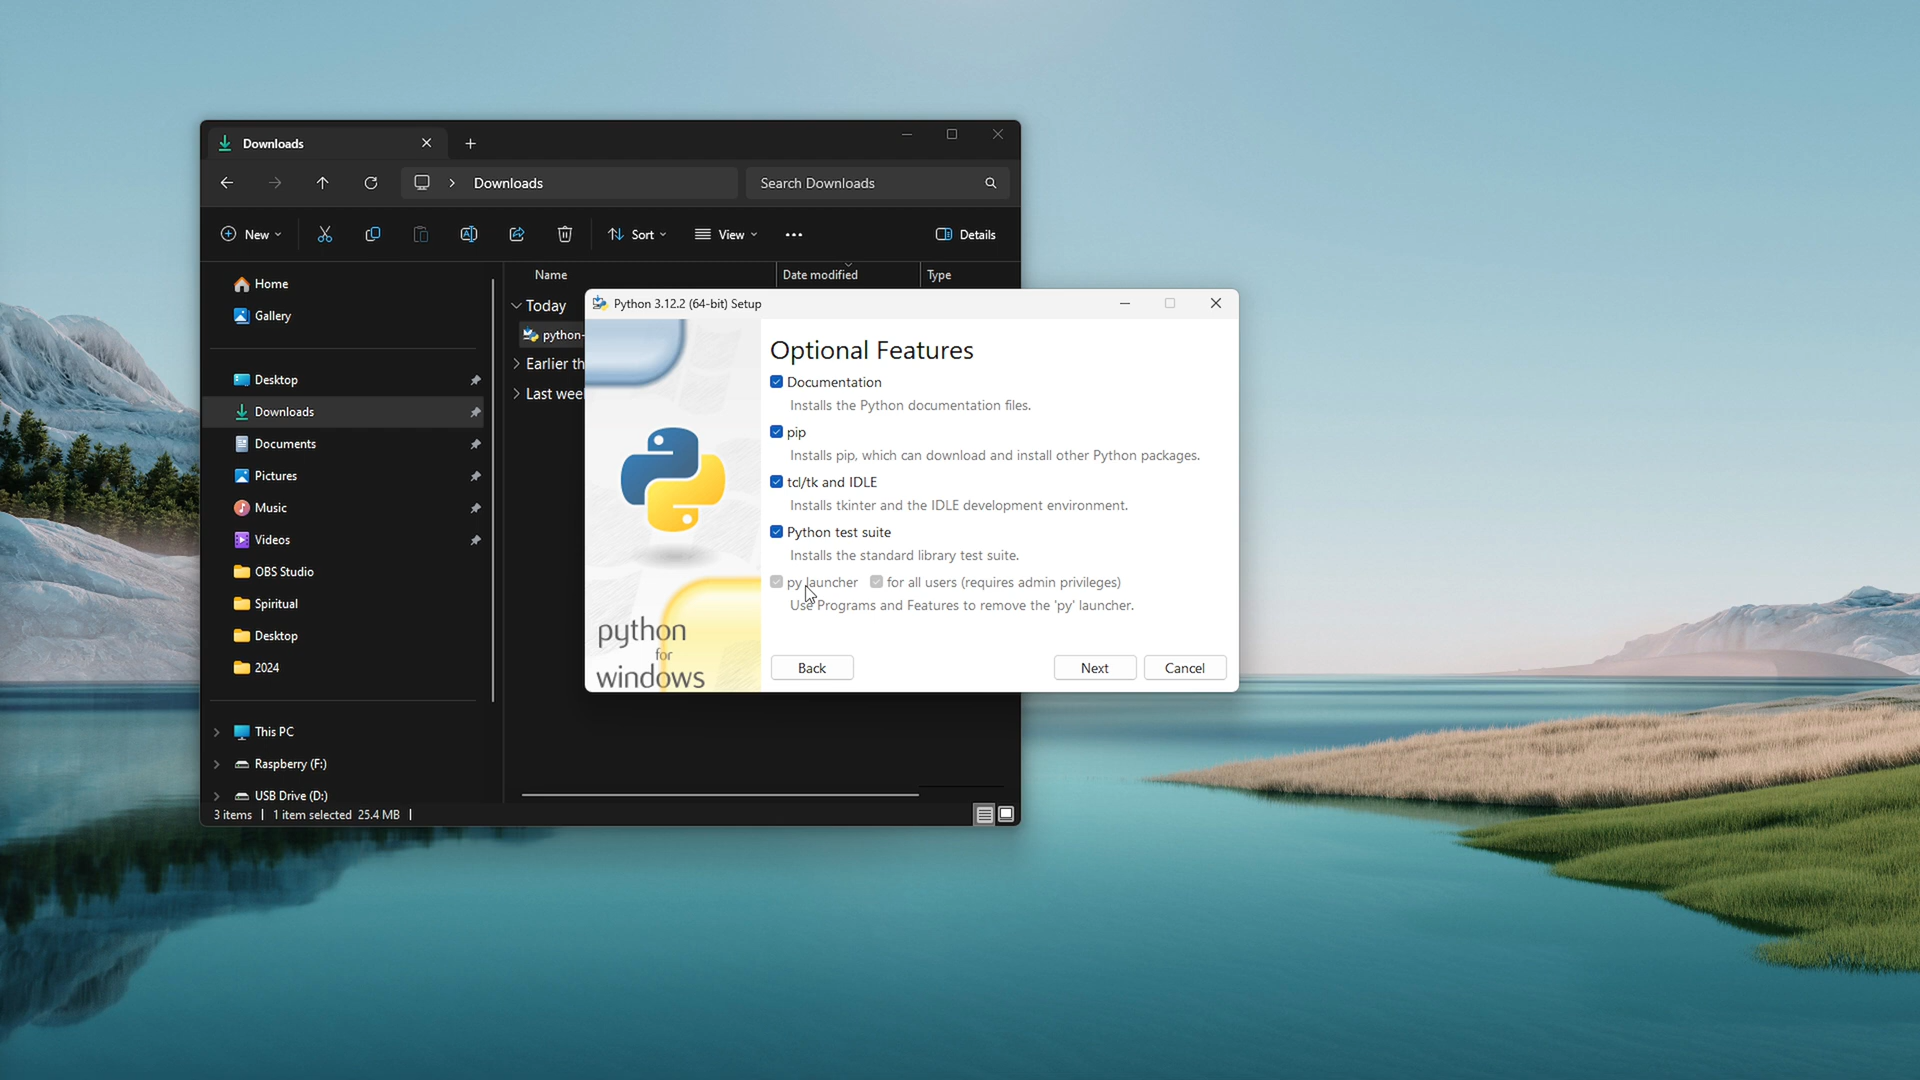 Downloads
Downloads
Search Downloads
New
Sort
View
Details
Home
Gallery
Desktop
Downloads
Documents
Pictures
Music
Videos
OBS Studio
Spiritual
Desktop
2024
This PC
Raspberry (F:)
USB Drive (D:)
3 items
1 item selected 25.4 MB
Name
Date modified
Type
Today
python-
Earlier th
Last wee
Python 3.12.2 (64-bit) Setup
Optional Features
Documentation
Installs the Python documentation files.
pip
Installs pip, which can download and install other Python packages.
tcl/tk and IDLE
Installs tkinter and the IDLE development environment.
Python test suite
Installs the standard library test suite.
py launcher
for all users (requires admin privileges)
Use Programs and Features to remove the 'py' launcher.
python
for
windows
Back
Next
Cancel